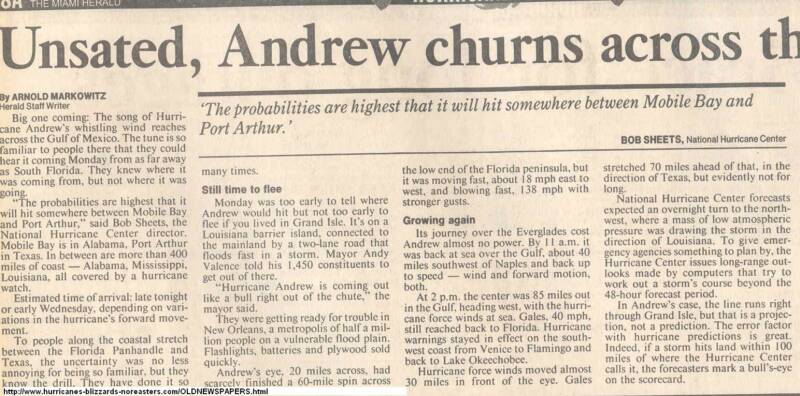 8A THE MIAMI HERALD
Unsated, Andrew churns across th
By ARNOLD MARKOWITZ
Herald Staff Writer
Big one coming: The song of Hurri-
cane Andrew's whistling wind reaches
across the Gulf of Mexico. The tune is so
familiar to people there that they could
hear it coming Monday from as far away
as South Florida. They knew where it
was coming from, but not where it was
going.
"The probabilities are highest that it
will hit somewhere between Mobile Bay
and Port Arthur," said Bob Sheets, the
National Hurricane Center director.
Mobile Bay is in Alabama, Port Arthur
in Texas. In between are more than 400
miles of coast — Alabama, Mississippi,
Louisiana, all covered by a hurricane
watch.
Estimated time of arrival: late tonight
or early Wednesday, depending on vari-
ations in the hurricane's forward move-
ment.
To people along the coastal stretch
between the Florida Panhandle and
Texas, the uncertainty was no less
annoying for being so familiar, but they
know the drill. They have done it so
'The probabilities are highest that it will hit somewhere between Mobile Bay and
Port Arthur.'
BOB SHEETS, National Hurricane Center
many times.
Still time to flee
Monday was too early to tell where
Andrew would hit but not too early to
flee if you lived in Grand Isle. It's on a
Louisiana barrier island, connected to
the mainland by a two-lane road that
floods fast in a storm. Mayor Andy
Valence told his 1,450 constituents to
get out of there.
"Hurricane Andrew is coming out
like a bull right out of the chute," the
mayor said.
They were getting ready for trouble in
New Orleans, a metropolis of half a mil-
lion people on a vulnerable flood plain.
Flashlights, batteries and plywood sold
quickly.
Andrew's eye, 20 miles across, had
scarcely finished a 60-mile spin across
the low end of the Florida peninsula, but
it was moving fast, about 18 mph east to
west, and blowing fast, 138 mph with
stronger gusts.
Growing again
Its journey over the Everglades cost
Andrew almost no power. By 11 a.m. it
was back at sea over the Gulf, about 40
miles southwest of Naples and back up
to speed — wind and forward motion,
both.
At 2 p.m. the center was 85 miles out
in the Gulf, heading west, with the hurri-
cane force winds at sea. Gales, 40 mph,
still reached back to Florida. Hurricane
warnings stayed in effect on the south-
west coast from Venice to Flamingo and
back to Lake Okeechobee.
Hurricane force winds moved almost
30 miles in front of the eye. Gales
stretched 70 miles ahead of that, in the
direction of Texas, but evidently not for
long.
National Hurricane Center forecasts
expected an overnight turn to the north-
west, where a mass of low atmospheric
pressure was drawing the storm in the
direction of Louisiana. To give emer-
gency agencies something to plan by, the
Hurricane Center issues long-range out-
looks made by computers that try to
work out a storm's course beyond the
48-hour forecast period.
In Andrew's case, the line runs right
through Grand Isle, but that is a projec-
tion, not a prediction. The error factor
with hurricane predictions is great.
Indeed, if a storm hits land within 100
miles of where the Hurricane Center
calls it, the forecasters mark a bull's-eye
on the scorecard.
http://www.hurricanes-blizzards-noreasters.com/OLDNEWSPAPERS.html